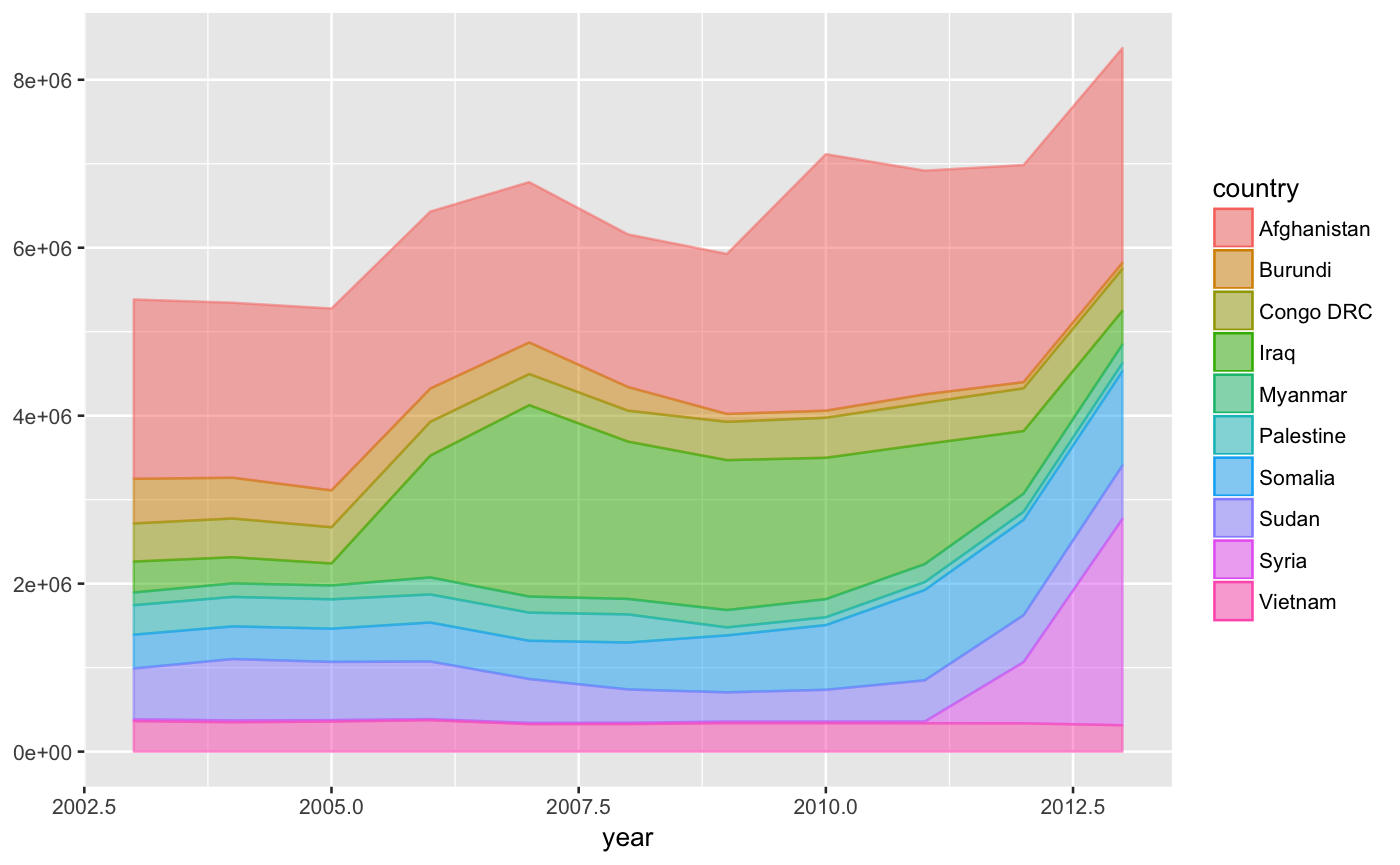 8e+06
6e+06
4e+06
2e+06
0e+00
2002.5 2005.0 2007.5 2010.0 2012.5
year
country
Afghanistan
Burundi
Congo DRC
Iraq
Myanmar
Palestine
Somalia
Sudan
Syria
Vietnam